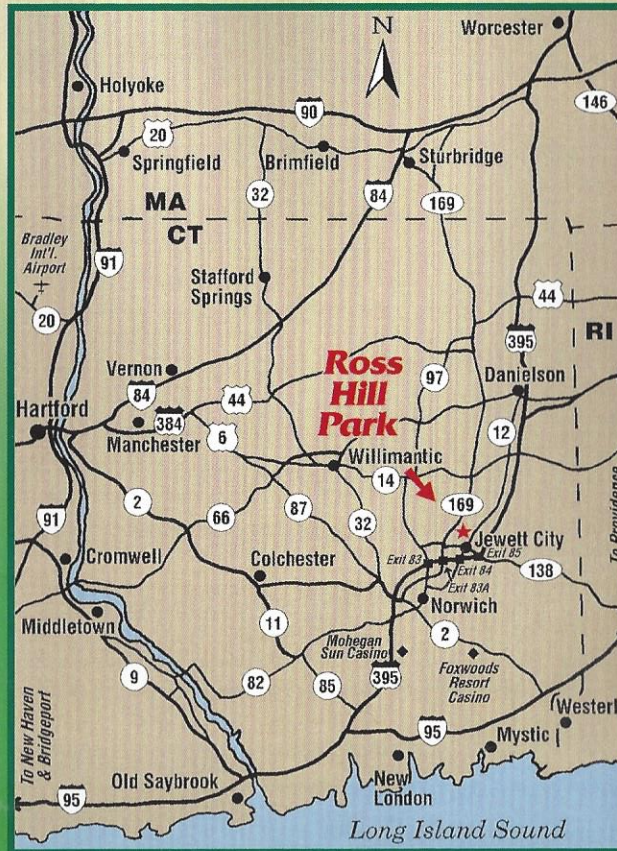 N
Worcester
Holyoke
90
146
20
Springfield
Brimfield
Sturbridge
32
84
169
MA
CT
Bradley
Int'l.
Airport
91
Stafford
Springs
44
20
395
RI
Vernon
Ross
Hill
Park
97
Danielson
84
44
Hartford
384
Manchester
6
12
Willimantic
14
2
169
87
66
32
91
Jewett City
Exit 85
Exit 83
Exit 84
Exit 83A
To Providence
Cromwell
Colchester
138
Norwich
Middletown
11
2
Mohegan
Sun Casino
Foxwoods
Resort
Casino
9
82
85
395
To New Haven
& Bridgeport
95
Westerl
Mystic
Old Saybrook
New
London
95
Long Island Sound